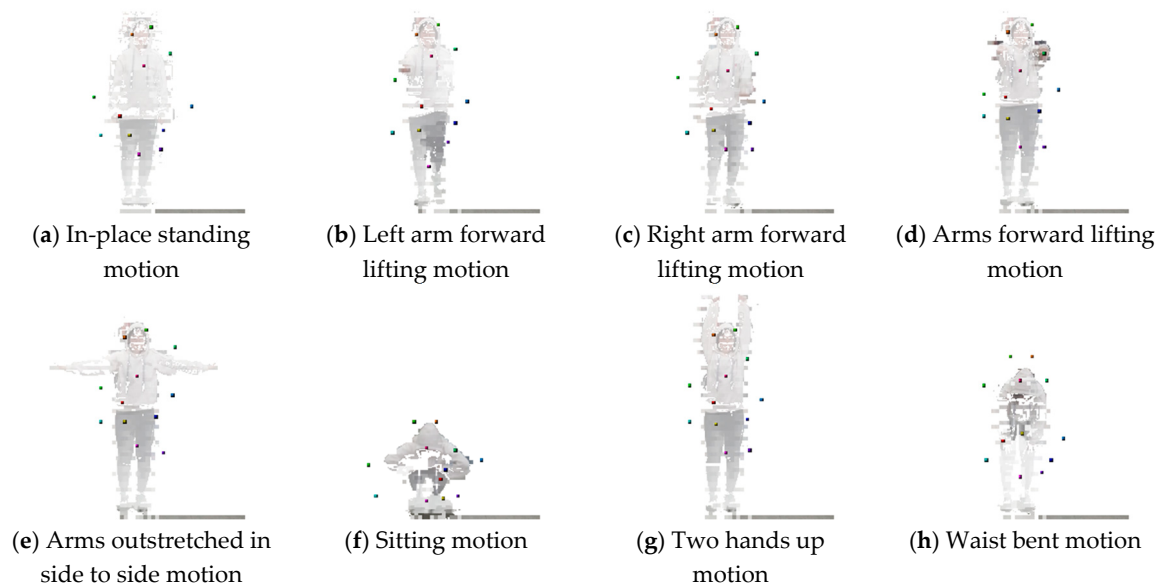 (a) In-place standing
motion
(b) Left arm forward
lifting motion
(c) Right arm forward
lifting motion
(d) Arms forward lifting
motion
(e) Arms outstretched in
side to side motion
(f) Sitting motion
(g) Two hands up
motion
(h) Waist bent motion